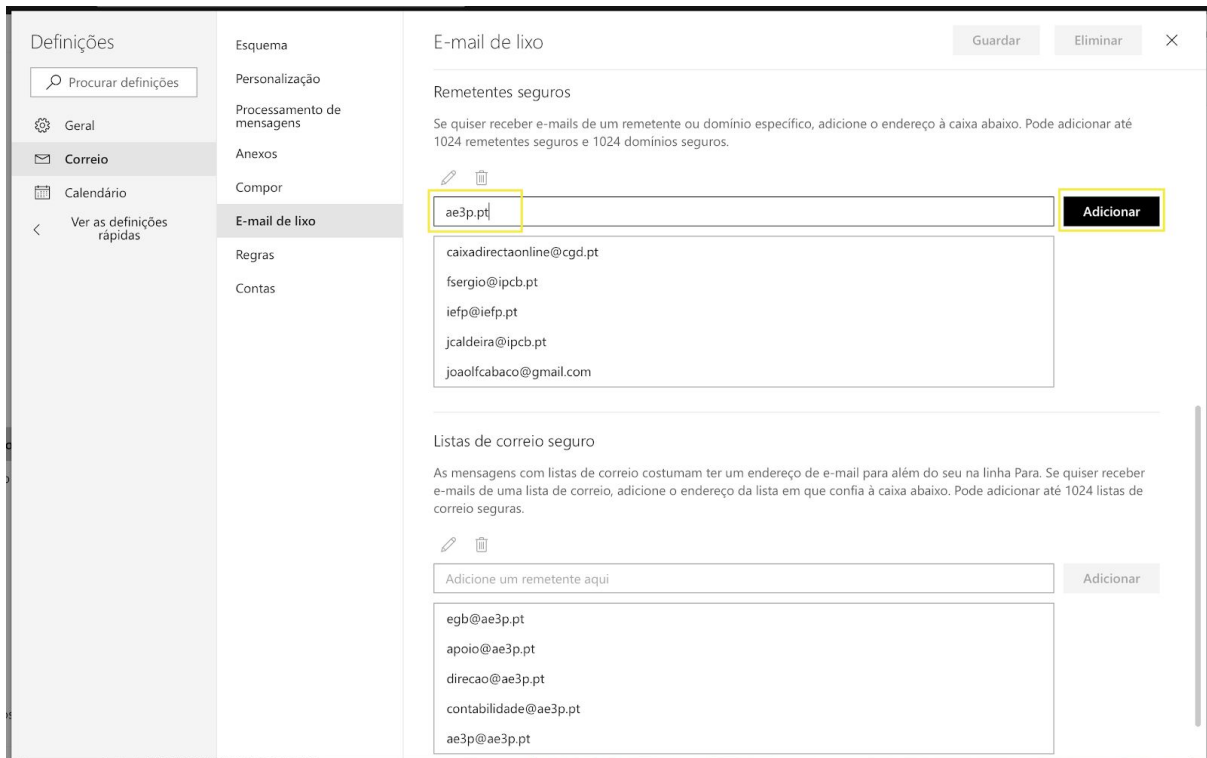 Definições
Procurar definições
Geral
Correio
Calendário
Ver as definições
rápidas
Esquema
Personalização
Processamento de
mensagens
Anexos
Compor
E-mail de lixo
Regras
Contas
E-mail de lixo
Guardar
Eliminar
Remetentes seguros
Se quiser receber e-mails de um remetente ou domínio específico, adicione o endereço à caixa abaixo. Pode adicionar até
1024 remetentes seguros e 1024 domínios seguros.
ae3p.pt
Adicionar
caixadirectaonline@cgd.pt
fsergio@ipcb.pt
iefp@iefp.pt
jcaldeira@ipcb.pt
joaolfcabaco@gmail.com
Listas de correio seguro
As mensagens com listas de correio costumam ter um endereço de e-mail para além do seu na linha Para. Se quiser receber
e-mails de uma lista de correio, adicione o endereço da lista em que confia à caixa abaixo. Pode adicionar até 1024 listas de
correio seguras.
Adicione um remetente aqui
Adicionar
egb@ae3p.pt
apoio@ae3p.pt
direcao@ae3p.pt
contabilidade@ae3p.pt
ae3p@ae3p.pt